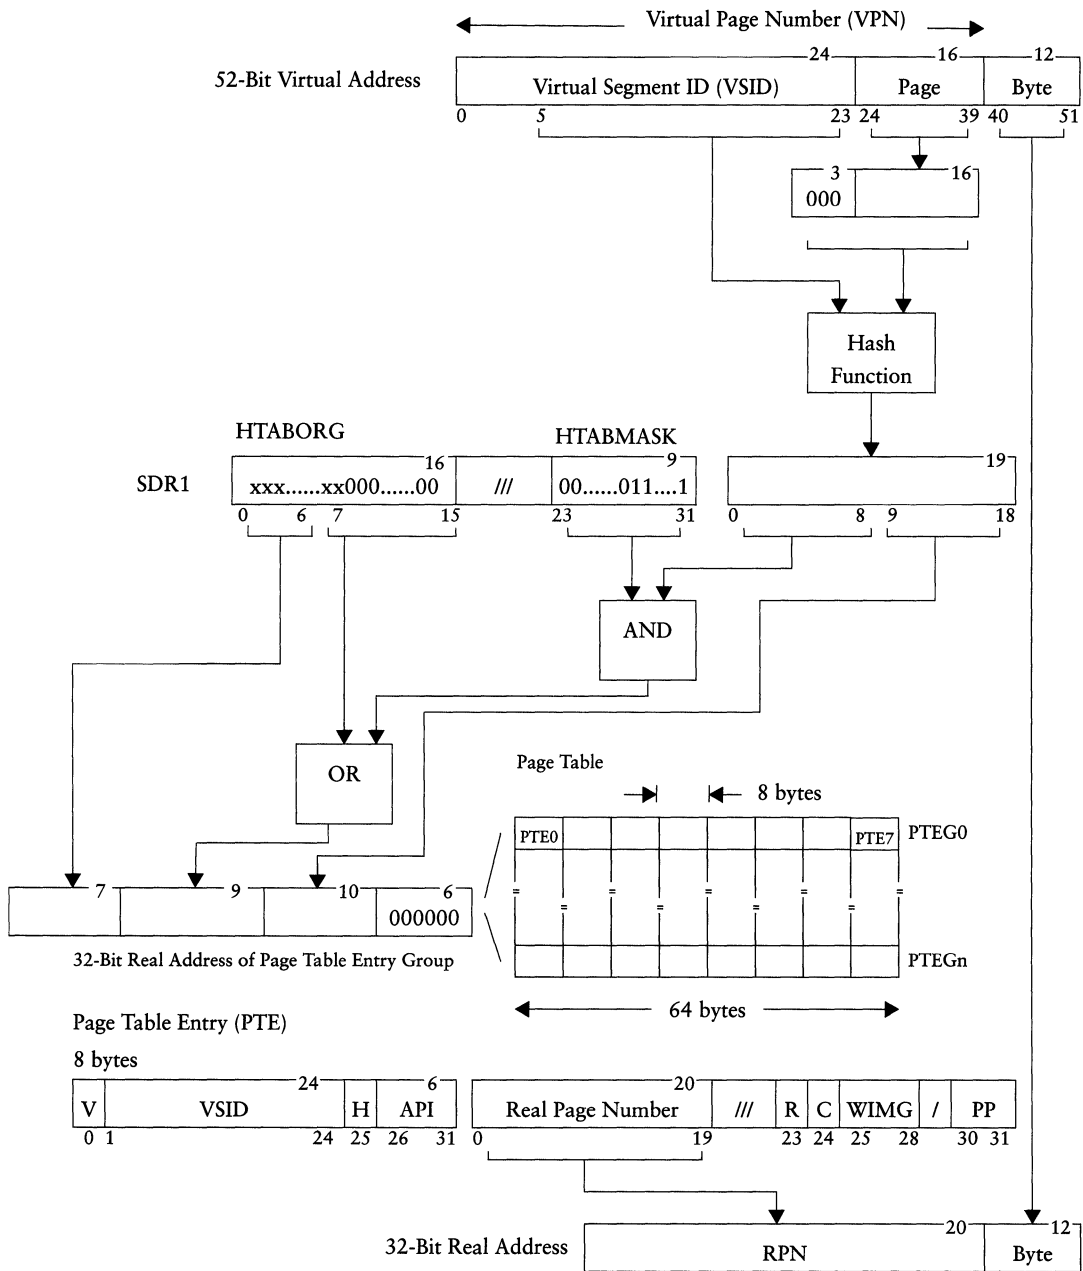 Virtual Page Number (VPN)
24 16 12
52-Bit Virtual Address Virtual Segment ID (VSID) Page Byte
0 5 23 24 39 40 51
3 16
000
Hash
Function
HTABORG HTABMASK
16 9 19
SDR1 xxx......xx000......00 /// 00......011....1
0 6 7 15 23 31 0 8 9 18
AND
OR
Page Table
8 bytes
PTE0 PTE7 PTEG0
7 9 10 6
000000
32-Bit Real Address of Page Table Entry Group
PTEGn
64 bytes
Page Table Entry (PTE)
8 bytes
24 6 20
V VSID H API Real Page Number /// R C WIMG / PP
0 1 24 25 26 31 0 19 23 24 25 28 30 31
20 12
32-Bit Real Address RPN Byte